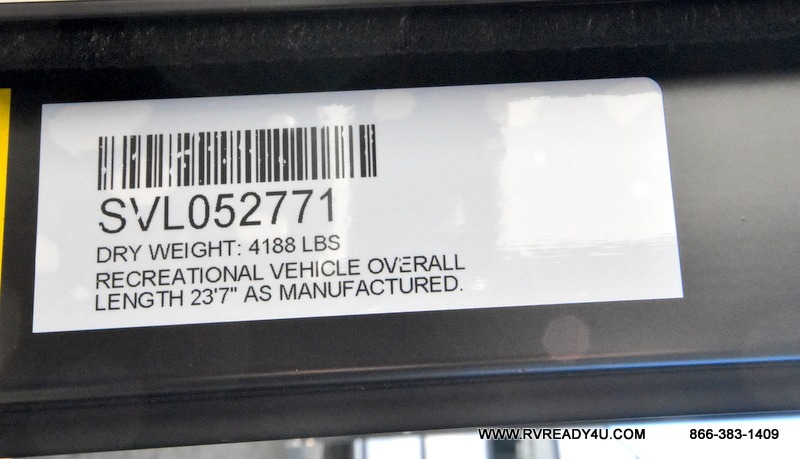 SVL052771
DRY WEIGHT: 4188 LBS
RECREATIONAL VEHICLE OVERALL
LENGTH 23'7" AS MANUFACTURED.
WWW.RVREADY4U.COM 866-383-1409